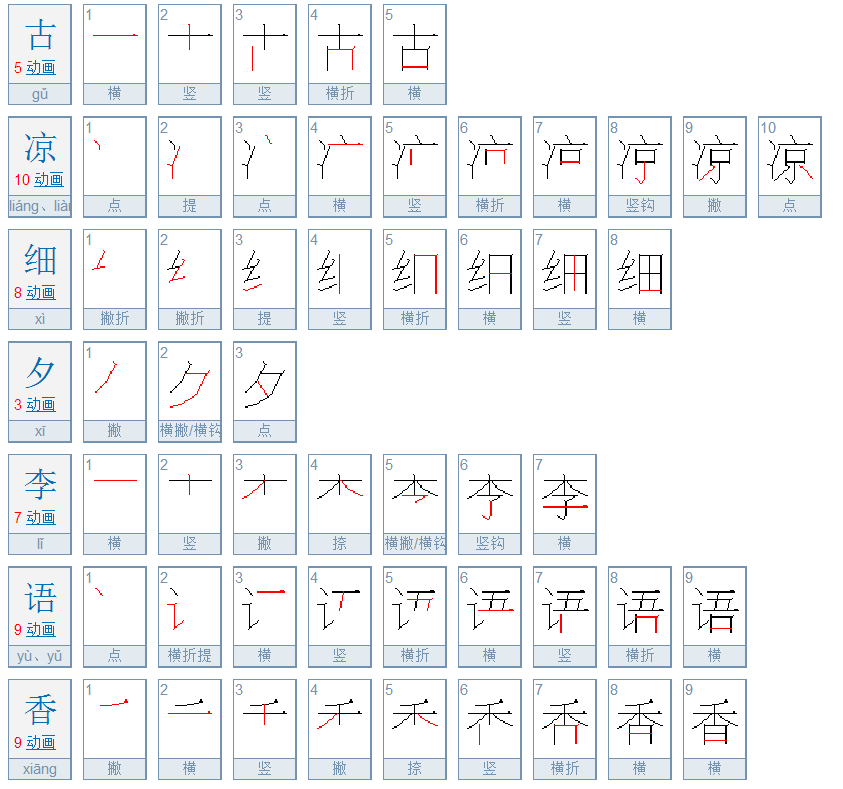 古 1 2 3 4 5
5 动画
gǔ 横 竖 竖 横折 横
凉 1 2 3 4 5 6 7 8 9 10
10 动画
liáng、liàn 点 提 点 横 竖 横折 横 竖钩 撇 点
细 1 2 3 4 5 6 7 8
8 动画
xì 撇折 撇折 提 竖 横折 横 竖 横
夕 1 2 3
3 动画
xī 撇 横撇/横钩 点
李 1 2 3 4 5 6 7
7 动画
lǐ 横 竖 撇 捺 横撇/横钩 竖钩 横
语 1 2 3 4 5 6 7 8 9
9 动画
yù、yǔ 点 横折提 横 竖 横折 横 竖 横折 横
香 1 2 3 4 5 6 7 8 9
9 动画
xiāng 撇 横 竖 撇 捺 竖 横折 横 横